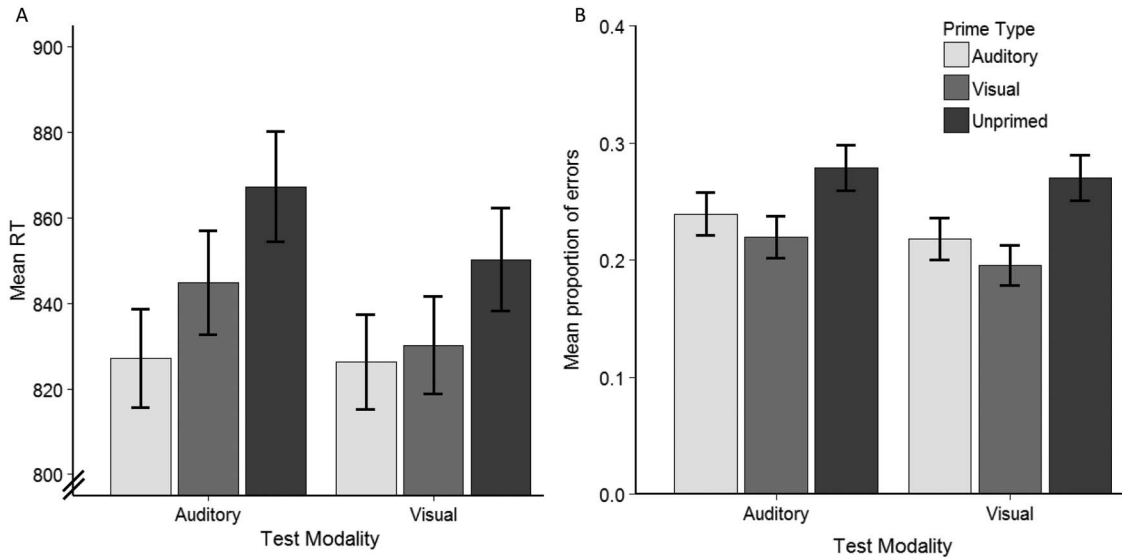 A
Mean RT
900
880
860
840
820
800
Auditory
Visual
Test Modality
B
Mean proportion of errors
0.4
0.3
0.2
0.1
0.0
Prime Type
Auditory
Visual
Unprimed
Auditory
Visual
Test Modality